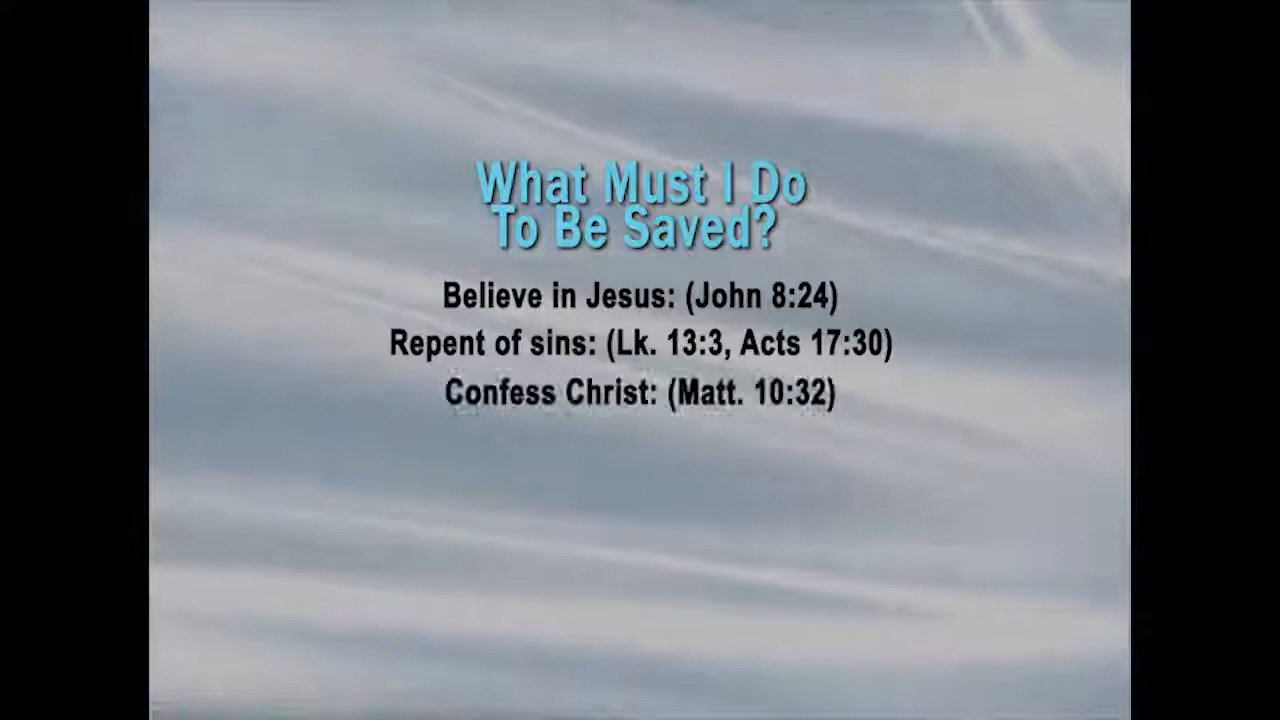 What Must I Do
To Be Saved?
Believe in Jesus: (John 8:24)
Repent of sins: (Lk. 13:3, Acts 17:30)
Confess Christ: (Matt. 10:32)